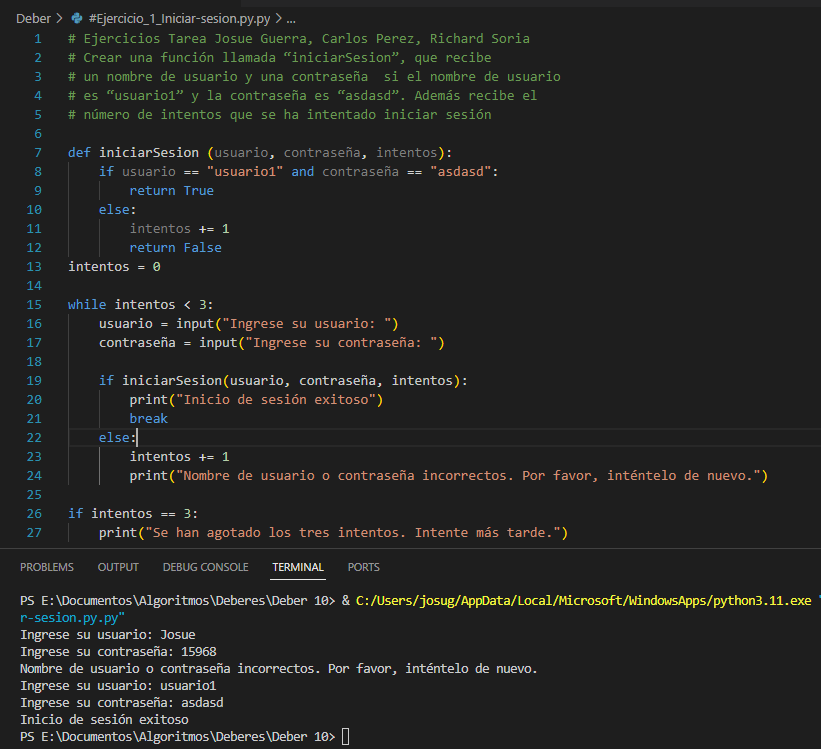 Deber > #Ejercicio_1_Iniciar-sesion.py.py > ...
1 # Ejercicios Tarea Josue Guerra, Carlos Perez, Richard Soria
2 # Crear una función llamada “iniciarSesion”, que recibe
3 # un nombre de usuario y una contraseña  si el nombre de usuario
4 # es “usuario1” y la contraseña es “asdasd”. Además recibe el
5 # número de intentos que se ha intentado iniciar sesión
6
7 def iniciarSesion (usuario, contraseña, intentos):
8     if usuario == "usuario1" and contraseña == "asdasd":
9         return True
10     else:
11         intentos += 1
12         return False
13 intentos = 0
14
15 while intentos < 3:
16     usuario = input("Ingrese su usuario: ")
17     contraseña = input("Ingrese su contraseña: ")
18
19     if iniciarSesion(usuario, contraseña, intentos):
20         print("Inicio de sesión exitoso")
21         break
22     else:
23         intentos += 1
24         print("Nombre de usuario o contraseña incorrectos. Por favor, inténtelo de nuevo.")
25
26 if intentos == 3:
27     print("Se han agotado los tres intentos. Intente más tarde.")
PROBLEMS OUTPUT DEBUG CONSOLE TERMINAL PORTS
PS E:\Documentos\Algoritmos\Deberes\Deber 10> & C:/Users/josug/AppData/Local/Microsoft/WindowsApps/python3.11.exe "
r-sesion.py.py"
Ingrese su usuario: Josue
Ingrese su contraseña: 15968
Nombre de usuario o contraseña incorrectos. Por favor, inténtelo de nuevo.
Ingrese su usuario: usuario1
Ingrese su contraseña: asdasd
Inicio de sesión exitoso
PS E:\Documentos\Algoritmos\Deberes\Deber 10>